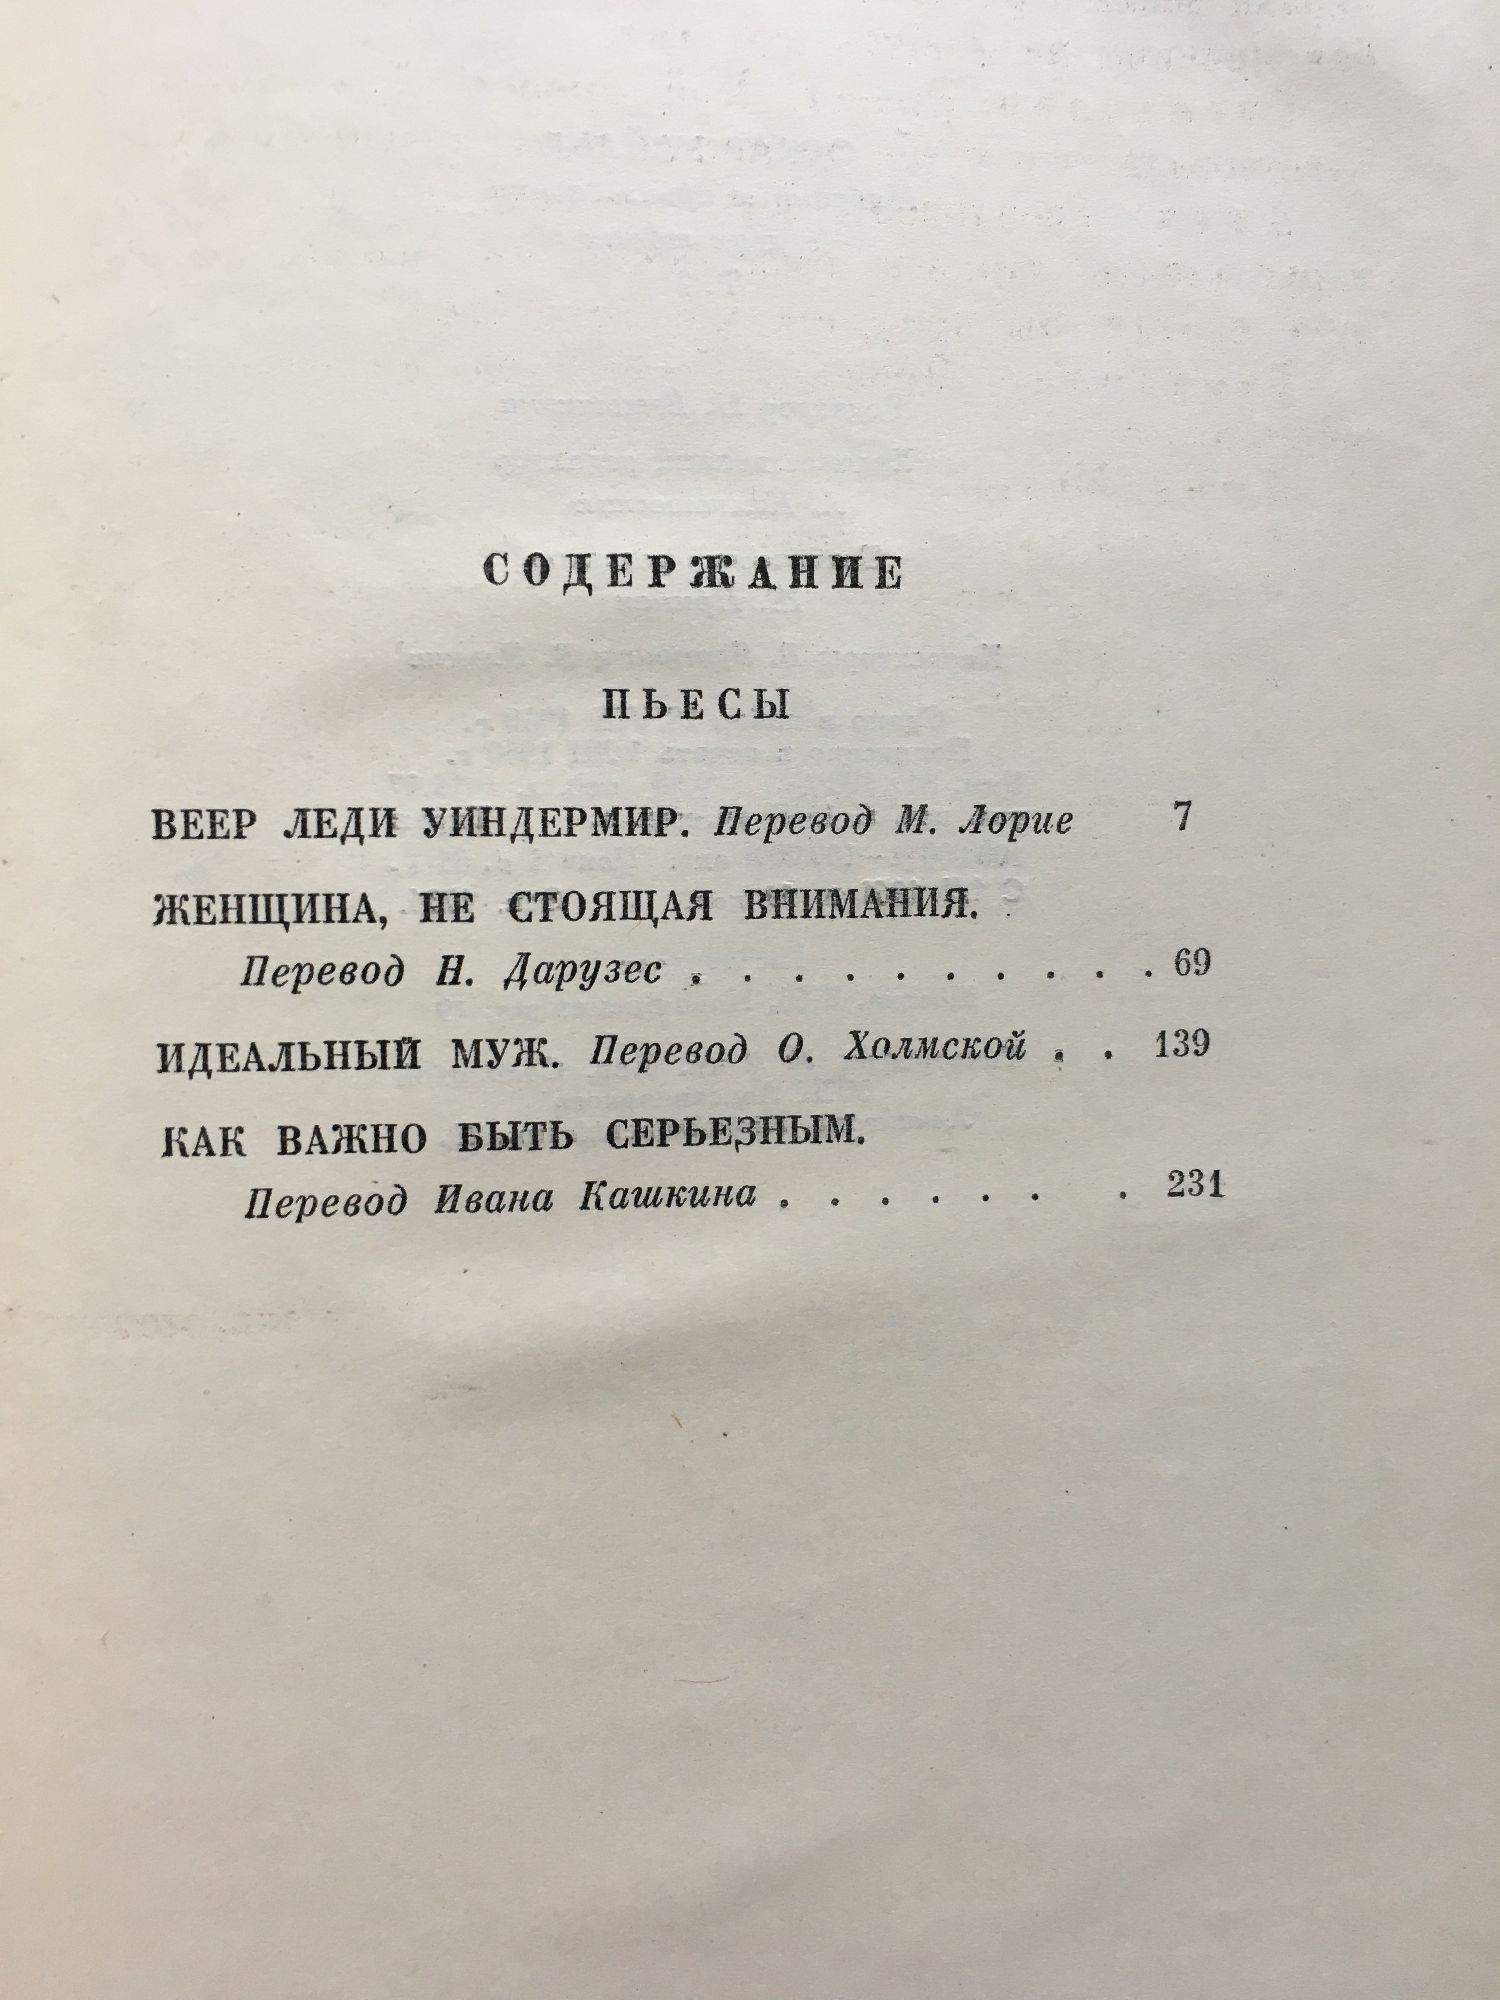 СОДЕРЖАНИЕ
ПЬЕСЫ
ВЕЕР ЛЕДИ УИНДЕРМИР. Перевод М. Лорие 7
ЖЕНЩИНА, НЕ СТОЯЩАЯ ВНИМАНИЯ.
Перевод Н. Дарузес . . . . . . . . . . 69
ИДЕАЛЬНЫЙ МУЖ. Перевод О. Холмской . . 139
КАК ВАЖНО БЫТЬ СЕРЬЕЗНЫМ.
Перевод Ивана Кашкина . . . . . . . 231